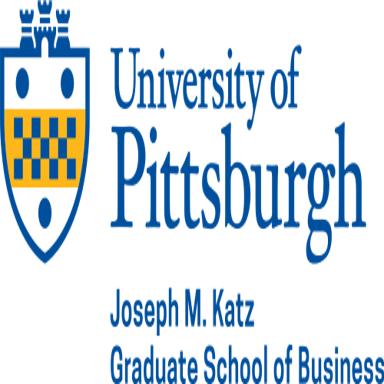 University of
Pittsburgh
Joseph M. Katz
Graduate School of Business